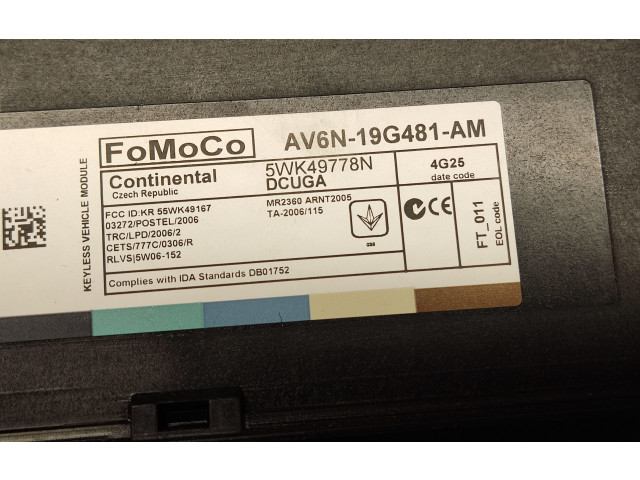 KEYLESS VEHICLE MODULE
FoMoCo
AV6N-19G481-AM
Continental
Czech Republic
5WK49778N
DCUGA
4G25
date code
FCC ID:KR 55WK49167
03272/POSTEL/2006
TRC/LPD/2006/2
CETS/777C/0306/R
RLVS|5W06-152
MR2360 ARNT2005
TA-2006/115
CE
FT_011
EOL code
Complies with IDA Standards DB01752